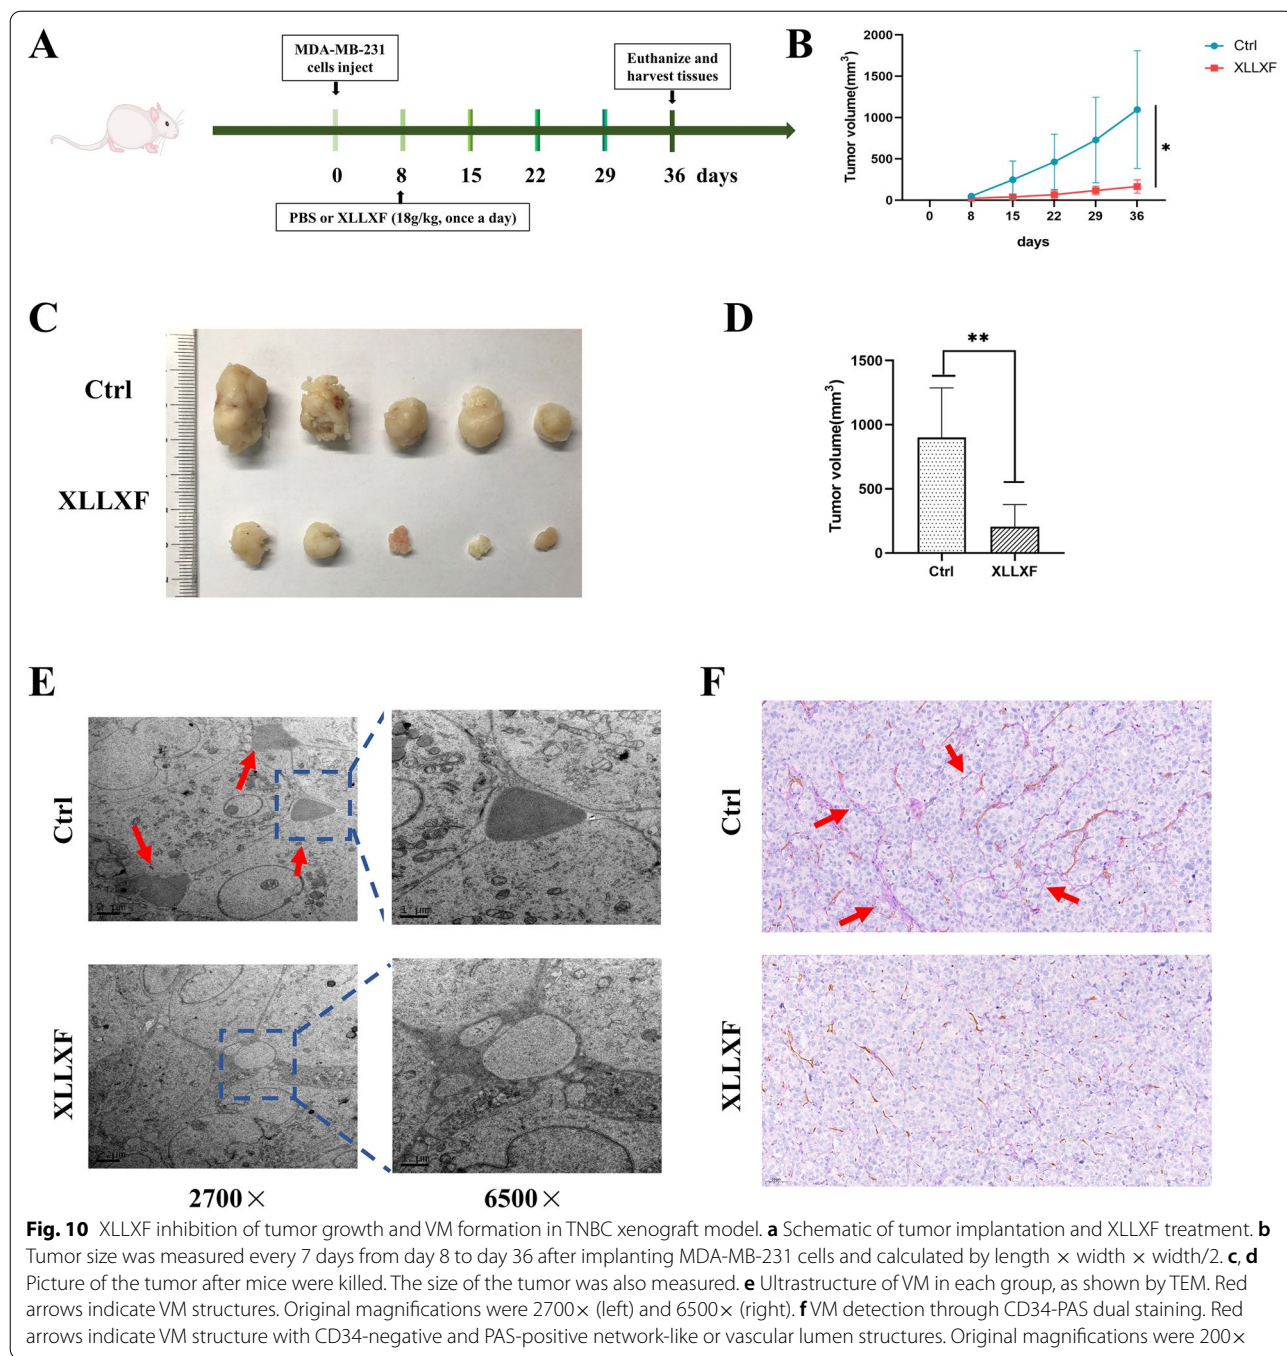 A
MDA-MB-231
cells inject
Euthanize and
harvest tissues
0 8 15 22 29 36 days
PBS or XLLXF (18g/kg, once a day)
B
Tumor volume(mm³)
2000
1500
1000
500
0
0 8 15 22 29 36
days
Ctrl
XLLXF
*
C
Ctrl
XLLXF
D
Tumor volume(mm³)
1500
1000
500
0
**
Ctrl XLLXF
E
Ctrl
XLLXF
2700× 6500×
F
Ctrl
XLLXF
Fig. 10 XLLXF inhibition of tumor growth and VM formation in TNBC xenograft model. a Schematic of tumor implantation and XLLXF treatment. b
Tumor size was measured every 7 days from day 8 to day 36 after implanting MDA-MB-231 cells and calculated by length × width × width/2. c, d
Picture of the tumor after mice were killed. The size of the tumor was also measured. e Ultrastructure of VM in each group, as shown by TEM. Red
arrows indicate VM structures. Original magnifications were 2700× (left) and 6500× (right). f VM detection through CD34-PAS dual staining. Red
arrows indicate VM structure with CD34-negative and PAS-positive network-like or vascular lumen structures. Original magnifications were 200×